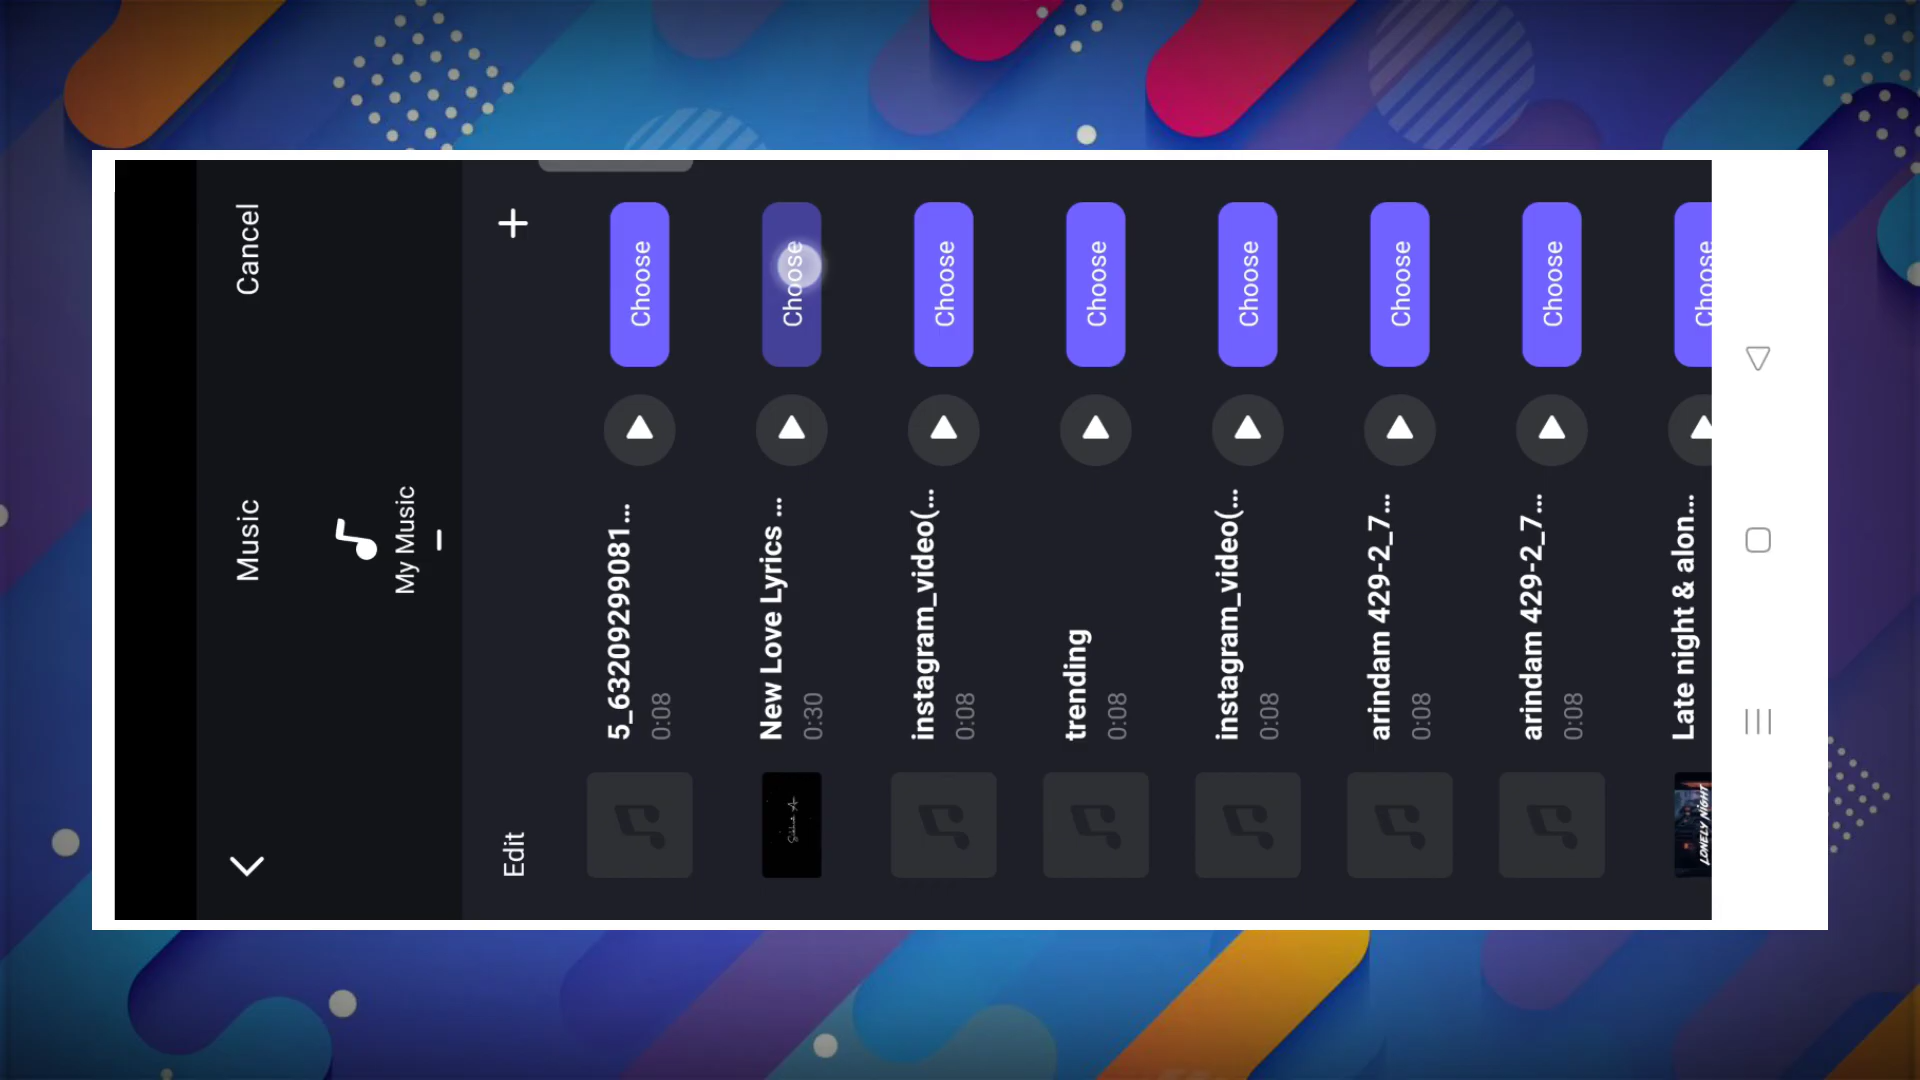 Music
Cancel
My Music
Edit
+
5_63209299081...
0:08
Choose
New Love Lyrics ...
0:30
Choose
instagram_video(...
0:08
Choose
trending
0:08
Choose
instagram_video(...
0:08
Choose
arindam 429-2_7...
0:08
Choose
arindam 429-2_7...
0:08
Choose
LONELY NIGHT
Late night & alon...
Choose